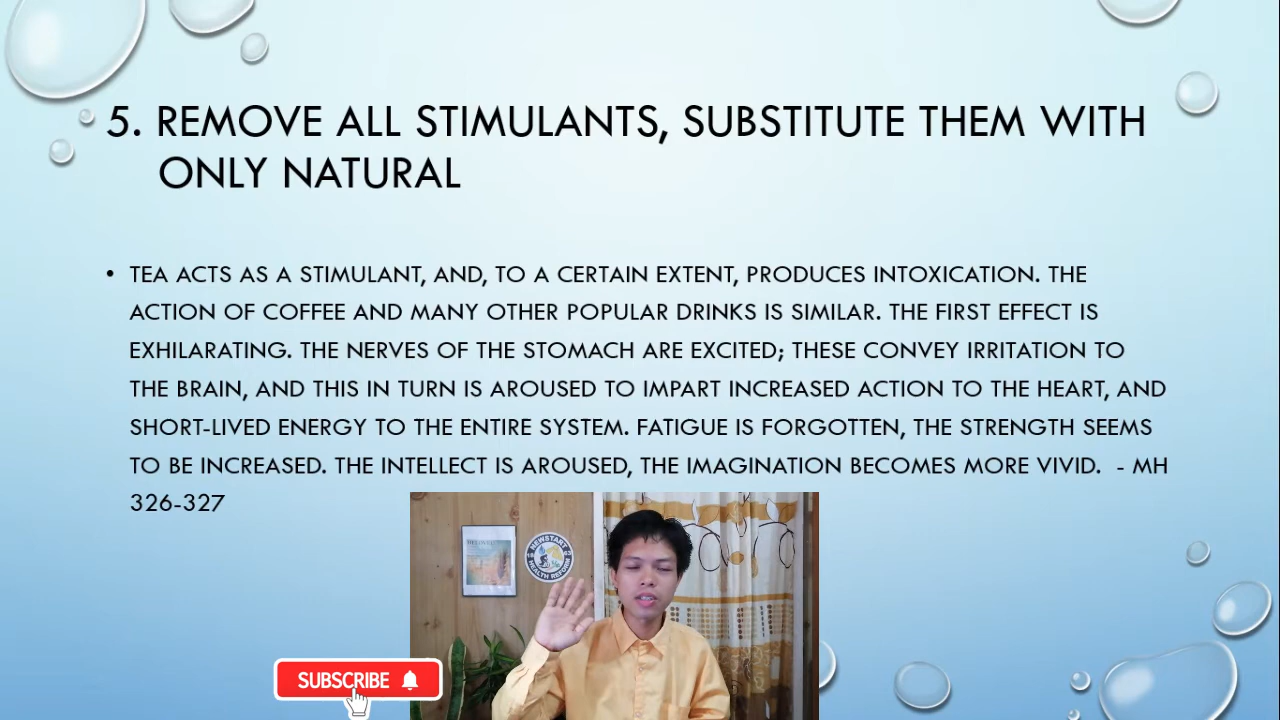 5. REMOVE ALL STIMULANTS, SUBSTITUTE THEM WITH
ONLY NATURAL
• TEA ACTS AS A STIMULANT, AND, TO A CERTAIN EXTENT, PRODUCES INTOXICATION. THE
ACTION OF COFFEE AND MANY OTHER POPULAR DRINKS IS SIMILAR. THE FIRST EFFECT IS
EXHILARATING. THE NERVES OF THE STOMACH ARE EXCITED; THESE CONVEY IRRITATION TO
THE BRAIN, AND THIS IN TURN IS AROUSED TO IMPART INCREASED ACTION TO THE HEART, AND
SHORT-LIVED ENERGY TO THE ENTIRE SYSTEM. FATIGUE IS FORGOTTEN, THE STRENGTH SEEMS
TO BE INCREASED. THE INTELLECT IS AROUSED, THE IMAGINATION BECOMES MORE VIVID. - MH
326-327
NEWSTART
HEALTH REFORM
SUBSCRIBE